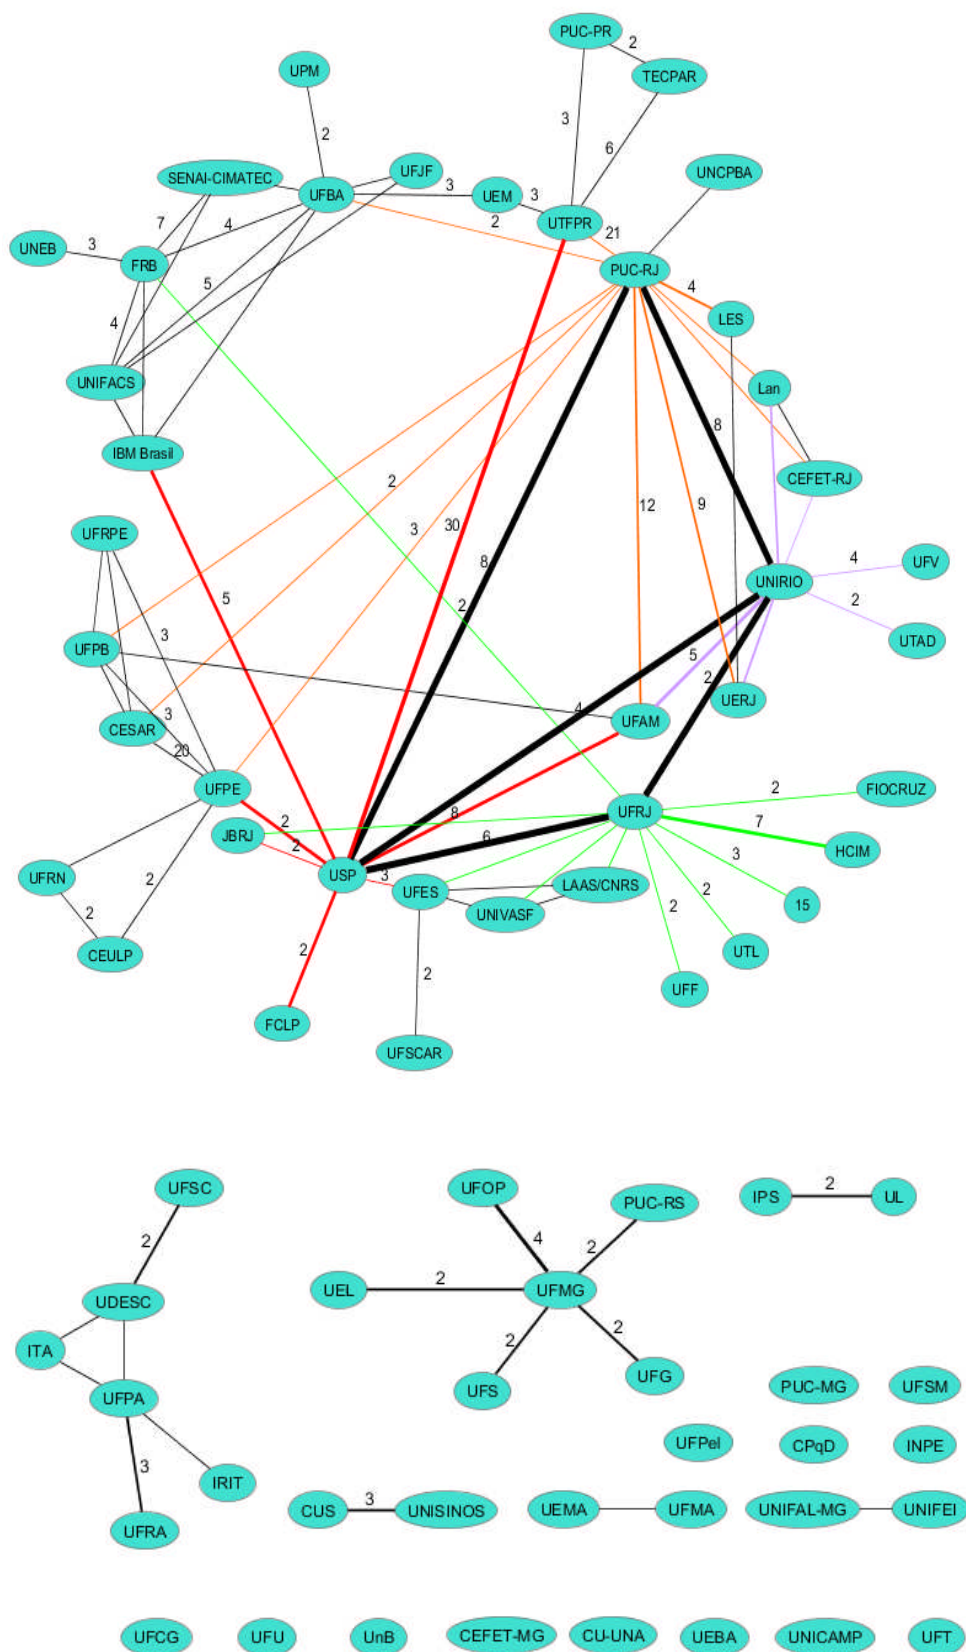 PUC-PR
2
TECPAR
UPM
3
6
2
SENAI-CIMATEC
UFJF
UNCPBA
UFBA
3
UEM
3
7
4
2
UTFPR
21
UNEB
3
FRB
PUC-RJ
5
4
LES
4
UNIFACS
Lan
8
IBM Brasil
2
CEFET-RJ
12
9
3
30
UFRPE
8
4
UFV
5
2
UNIRIO
2
3
UTAD
UFPB
5
2
UERJ
3
4
UFAM
CESAR
20
UFPE
2
FIOCRUZ
2
8
UFRJ
JBRJ
7
2
6
HCIM
3
USP
3
LAAS/CNRS
UFRN
2
UFES
2
15
UNIVASF
2
2
2
UTL
CEULP
2
UFF
FCLP
UFSCAR
UFSC
UFOP
PUC-RS
IPS
2
UL
2
4
2
UDESC
UEL
2
UFMG
ITA
2
2
UFPA
UFS
UFG
PUC-MG
UFSM
UFPel
CPqD
INPE
3
IRIT
CUS
3
UNISINOS
UEMA
UFMA
UNIFAL-MG
UNIFEI
UFRA
UFCG
UFU
UnB
CEFET-MG
CU-UNA
UEBA
UNICAMP
UFT